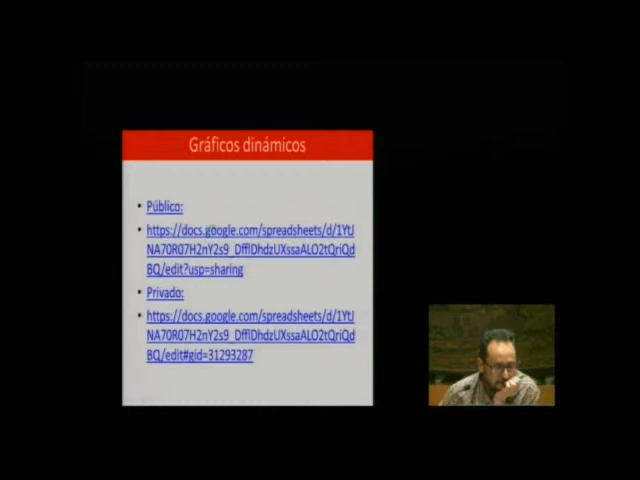 Gráficos dinámicos
• Público:
• https://docs.google.com/spreadsheets/d/1YtJ
NA70R07H2nY2s9_DfflDhdzUXssaALO2tQriQd
BQ/edit?usp=sharing
• Privado:
• https://docs.google.com/spreadsheets/d/1YtJ
NA70R07H2nY2s9_DfflDhdzUXssaALO2tQriQd
BQ/edit#gid=31293287